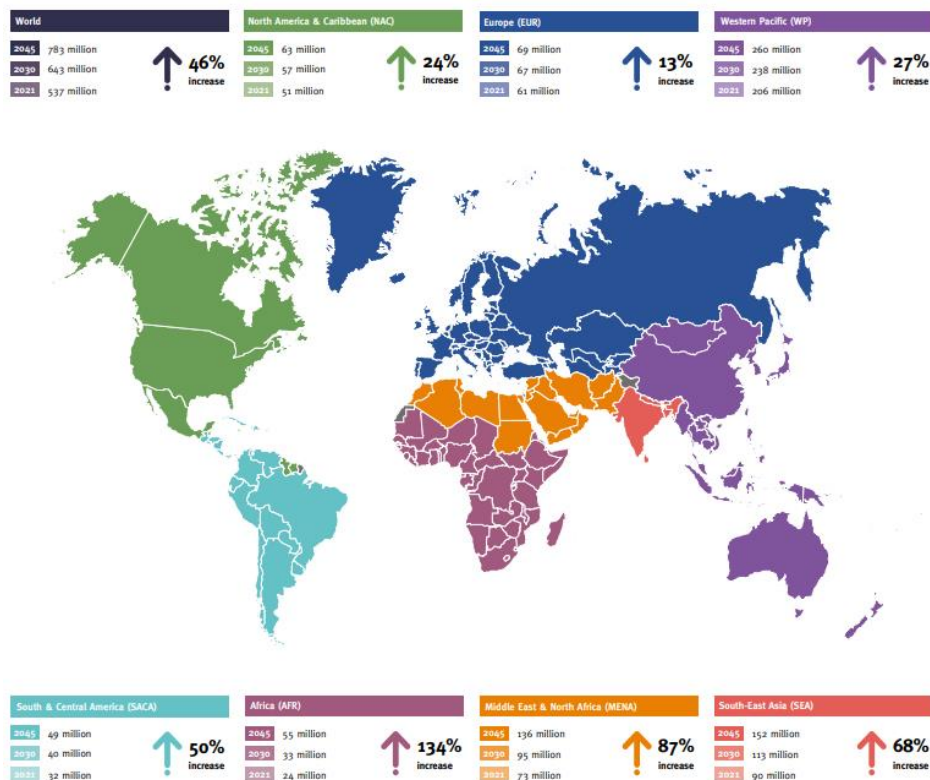 World
2045 783 million
2030 643 million
2021 537 million
46%
increase
North America & Caribbean (NAC)
2045 63 million
2030 57 million
2021 51 million
24%
increase
Europe (EUR)
2045 69 million
2030 67 million
2021 61 million
13%
increase
Western Pacific (WP)
2045 260 million
2030 238 million
2021 206 million
27%
increase
South & Central America (SACA)
2045 49 million
2030 40 million
2021 32 million
50%
increase
Africa (AFR)
2045 55 million
2030 33 million
2021 24 million
134%
increase
Middle East & North Africa (MENA)
2045 136 million
2030 95 million
2021 73 million
87%
increase
South-East Asia (SEA)
2045 152 million
2030 113 million
2021 90 million
68%
increase